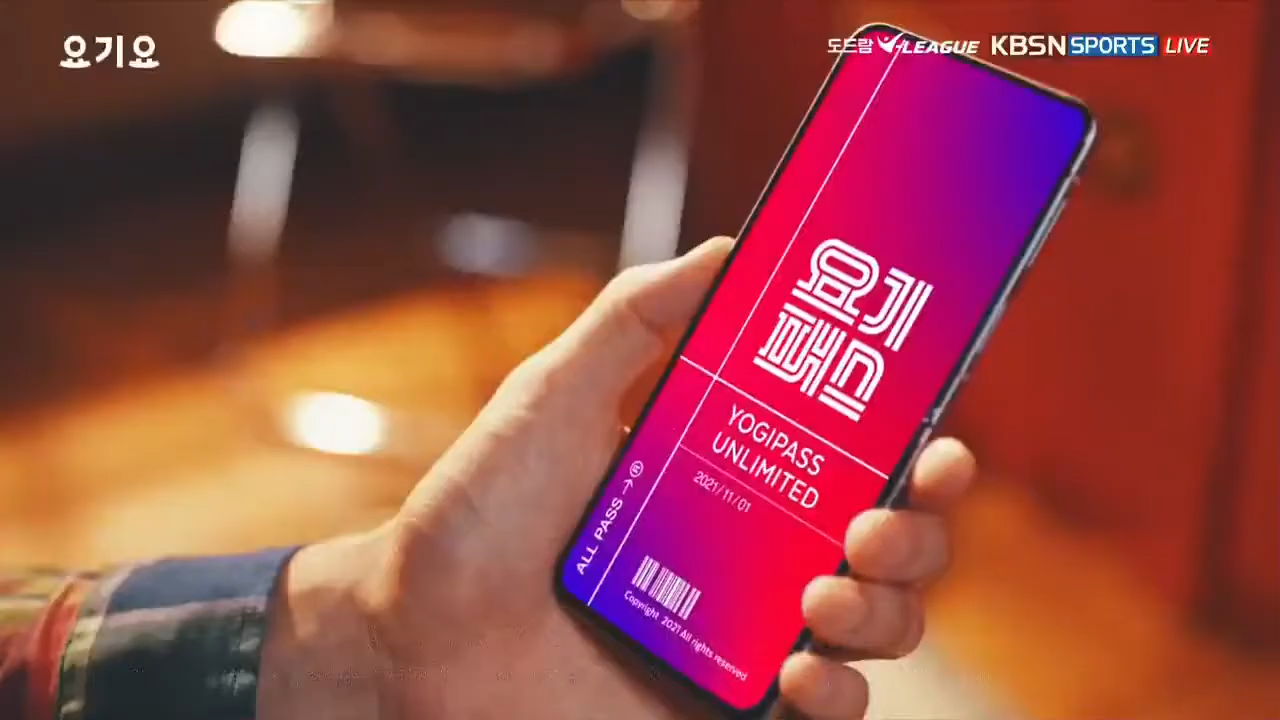 요기요
도드람 V-LEAGUE KBSN SPORTS LIVE
요기
패스
YOGIPASS
UNLIMITED
2021/11/01
ALL PASS → R
Copyright 2021 All rights reserved